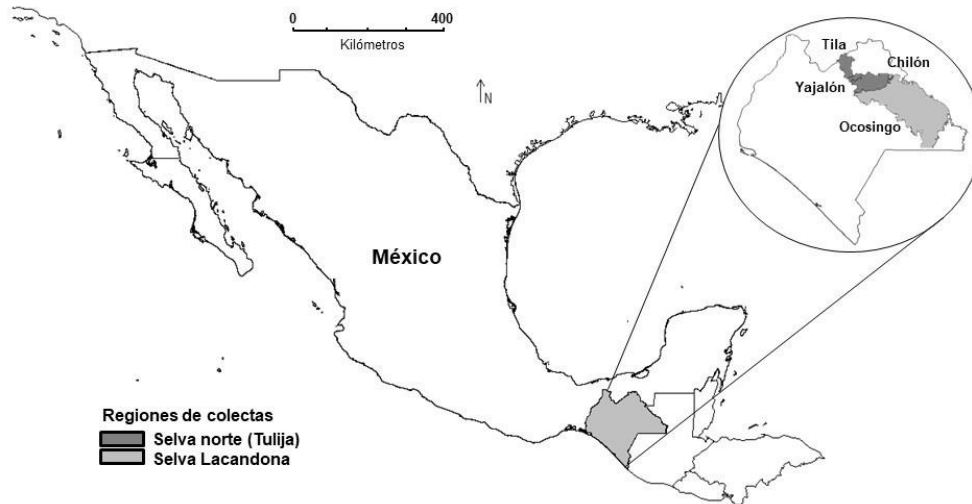 0 400
Kilómetros
N
Tila
Chilón
Yajalón
Ocosingo
México
Regiones de colectas
Selva norte (Tulija)
Selva Lacandona